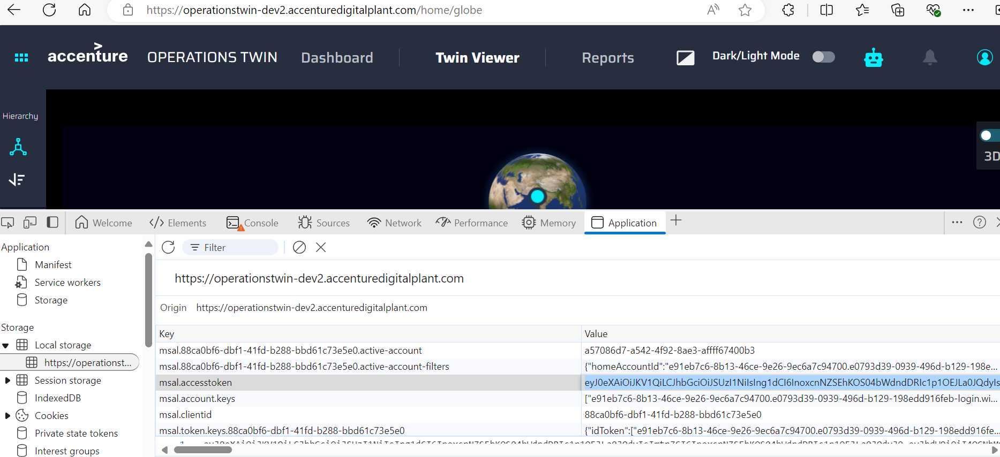 https://operationstwin-dev2.accenturedigitalplant.com/home/globe
accenture OPERATIONS TWIN Dashboard Twin Viewer Reports Dark/Light Mode
Hierarchy
3D
Welcome Elements Console Sources Network Performance Memory Application
Application
Filter
Manifest
https://operationstwin-dev2.accenturedigitalplant.com
Service workers
Storage
Origin https://operationstwin-dev2.accenturedigitalplant.com
Storage
Key Value
Local storage
msal.88ca0bf6-dbf1-41fd-b288-bbd61c73e5e0.active-account a57086d7-a542-4f92-8ae3-affff67400b3
https://operationst...
msal.88ca0bf6-dbf1-41fd-b288-bbd61c73e5e0.active-account-filters {"homeAccountId":"e91eb7c6-8b13-46ce-9e26-9ec6a7c94700.e0793d39-0939-496d-b129-198e...
Session storage
msal.accesstoken
IndexedDB
msal.account.keys ["e91eb7c6-8b13-46ce-9e26-9ec6a7c94700.e0793d39-0939-496d-b129-198edd916feb-login.wi...
Cookies
msal.clientid 88ca0bf6-dbf1-41fd-b288-bbd61c73e5e0
Private state tokens
msal.token.keys.88ca0bf6-dbf1-41fd-b288-bbd61c73e5e0 {"idToken":["e91eb7c6-8b13-46ce-9e26-9ec6a7c94700.e0793d39-0939-496d-b129-198edd916fe...
Interest groups